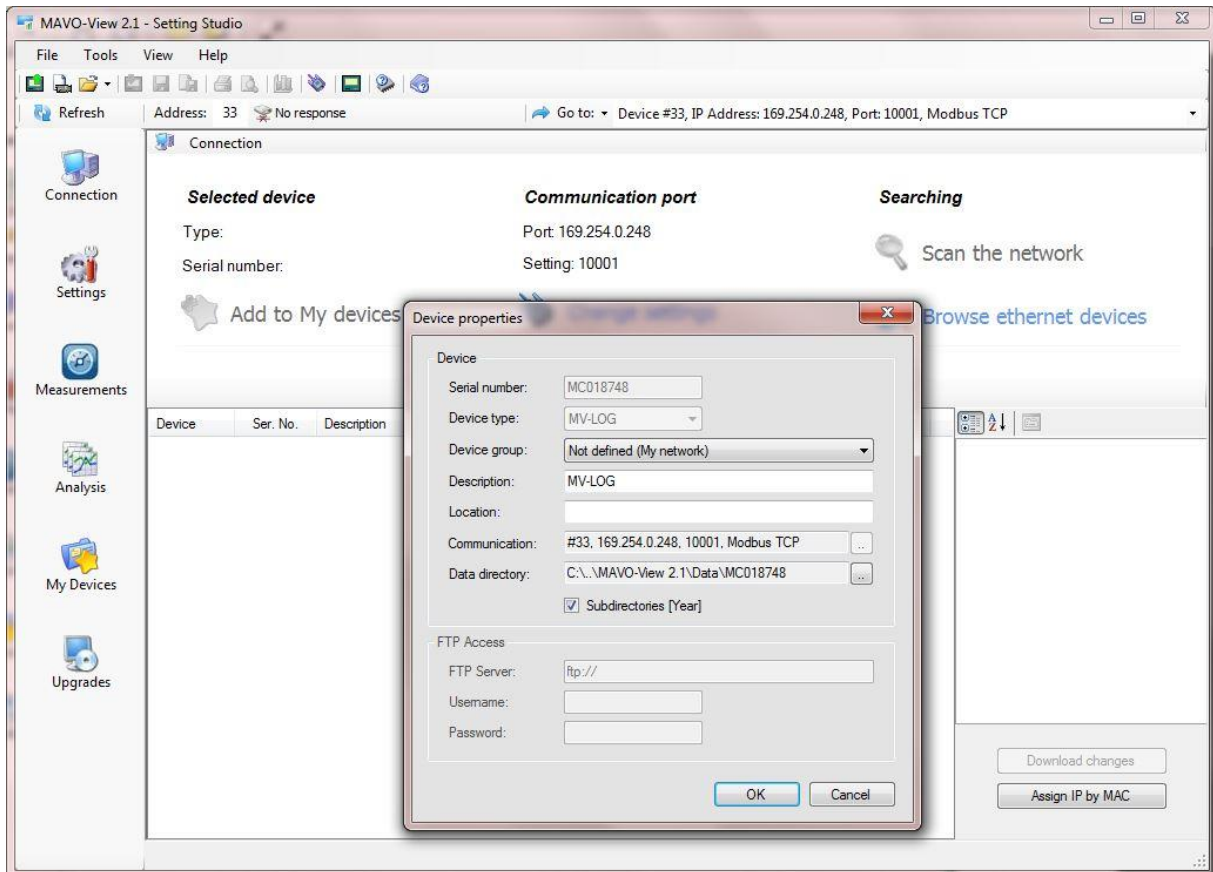 MAVO-View 2.1 - Setting Studio
File Tools View Help
Refresh Address: 33 No response Go to: Device #33, IP Address: 169.254.0.248, Port: 10001, Modbus TCP
Connection
Connection
Settings
Measurements
Analysis
My Devices
Upgrades
Selected device Communication port Searching
Type: Port: 169.254.0.248
Serial number: Setting: 10001
Scan the network
Add to My devices Change settings Browse ethernet devices
Device Ser. No. Description
Device properties
Device
Serial number: MC018748
Device type: MV-LOG
Device group: Not defined (My network)
Description: MV-LOG
Location:
Communication: #33, 169.254.0.248, 10001, Modbus TCP ..
Data directory: C:\..\MAVO-View 2.1\Data\MC018748 ..
Subdirectories [Year]
FTP Access
FTP Server: ftp://
Username:
Password:
OK Cancel
Download changes
Assign IP by MAC